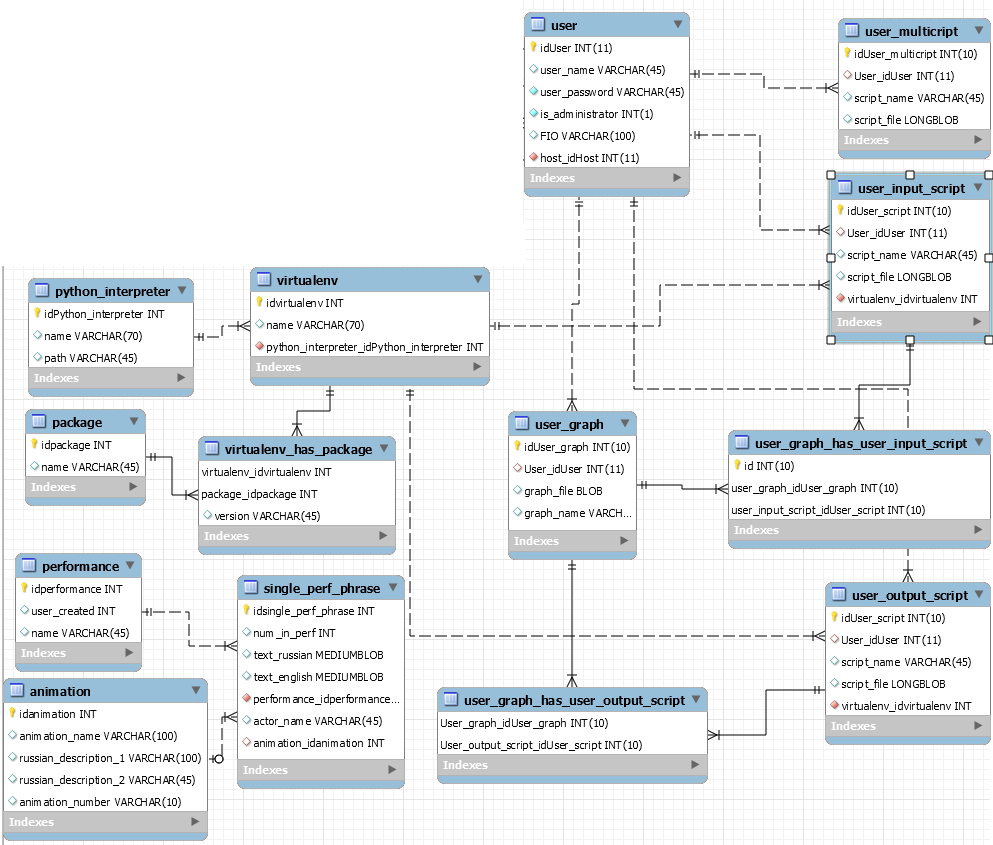 user
idUser INT(11)
user_name VARCHAR(45)
user_password VARCHAR(45)
is_administrator INT(1)
FIO VARCHAR(100)
host_idHost INT(11)
Indexes
user_multicript
idUser_multicript INT(10)
User_idUser INT(11)
script_name VARCHAR(45)
script_file LONGBLOB
Indexes
user_input_script
idUser_script INT(10)
User_idUser INT(11)
script_name VARCHAR(45)
script_file LONGBLOB
virtualenv_idvirtualenv INT
Indexes
python_interpreter
idPython_interpreter INT
name VARCHAR(70)
path VARCHAR(45)
Indexes
virtualenv
idvirtualenv INT
name VARCHAR(70)
python_interpreter_idPython_interpreter INT
Indexes
package
idpackage INT
name VARCHAR(45)
Indexes
virtualenv_has_package
virtualenv_idvirtualenv INT
package_idpackage INT
version VARCHAR(45)
Indexes
user_graph
idUser_graph INT(10)
User_idUser INT(11)
graph_file BLOB
graph_name VARCH...
Indexes
user_graph_has_user_input_script
id INT(10)
user_graph_idUser_graph INT(10)
user_input_script_idUser_script INT(10)
Indexes
performance
idperformance INT
user_created INT
name VARCHAR(45)
Indexes
single_perf_phrase
idsingle_perf_phrase INT
num_in_perf INT
text_russian MEDIUMBLOB
text_english MEDIUMBLOB
performance_idperformance...
actor_name VARCHAR(45)
animation_idanimation INT
Indexes
user_output_script
idUser_script INT(10)
User_idUser INT(11)
script_name VARCHAR(45)
script_file LONGBLOB
virtualenv_idvirtualenv INT
Indexes
animation
idanimation INT
animation_name VARCHAR(100)
russian_description_1 VARCHAR(100)
russian_description_2 VARCHAR(45)
animation_number VARCHAR(10)
Indexes
user_graph_has_user_output_script
User_graph_idUser_graph INT(10)
User_output_script_idUser_script INT(10)
Indexes